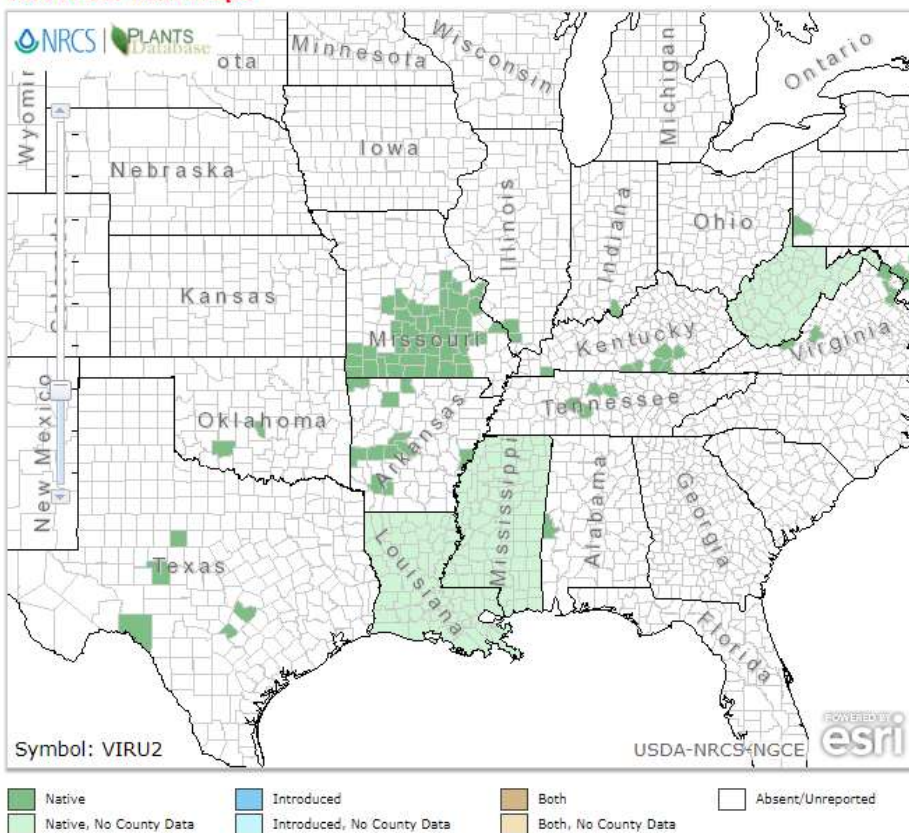 NRCS | PLANTS
Database
ota
Minnesota
Wisconsin
Michigan
Ontario
Wyomin
Nebraska
Iowa
Illinois
Indiana
Ohio
Kansas
Missouri
Kentucky
Virginia
Oklahoma
Arkansas
Tennessee
New Mexico
Texas
Louisiana
Mississippi
Alabama
Georgia
Florida
Symbol: VIRU2
USDA-NRCS-NGCE
POWERED BY
esri
Native
Introduced
Both
Absent/Unreported
Native, No County Data
Introduced, No County Data
Both, No County Data